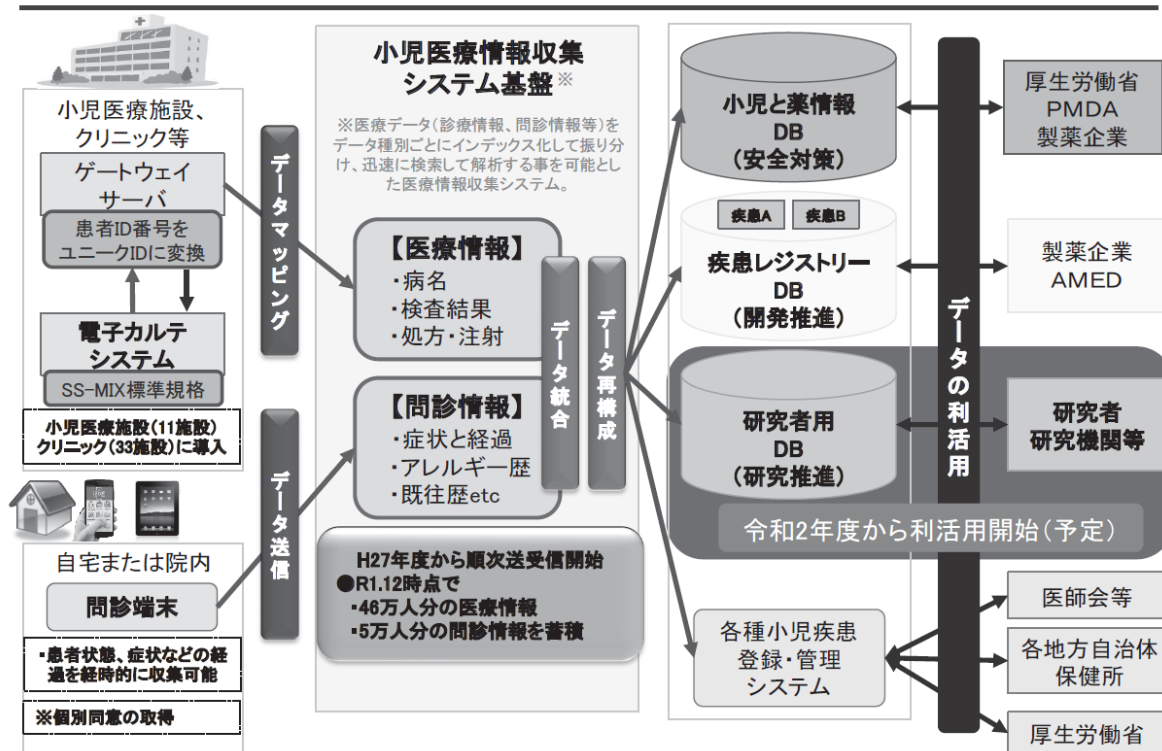 小児医療施設、
クリニック等
ゲートウェイ
サーバ
患者ID番号を
ユニークIDに変換
電子カルテ
システム
SS-MIX標準規格
小児医療施設(11施設)
クリニック(33施設)に導入
自宅または院内
問診端末
・患者状態、症状などの経
過を経時的に収集可能
※個別同意の取得
データマッピング
データ送信
小児医療情報収集
システム基盤※
※医療データ(診療情報、問診情報等)を
データ種別ごとにインデックス化して振り分
け、迅速に検索して解析する事を可能とし
た医療情報収集システム。
【医療情報】
・病名
・検査結果
・処方・注射
【問診情報】
・症状と経過
・アレルギー歴
・既往歴etc
データ統合
データ再構成
H27年度から順次送受信開始
●R1.12時点で
・46万人分の医療情報
・5万人分の問診情報を蓄積
小児と薬情報
DB
(安全対策)
疾患A
疾患B
疾患レジストリー
DB
(開発推進)
研究者用
DB
(研究推進)
令和2年度から利活用開始(予定)
各種小児疾患
登録・管理
システム
データの利活用
厚生労働省
PMDA
製薬企業
製薬企業
AMED
研究者
研究機関等
医師会等
各地方自治体
保健所
厚生労働省